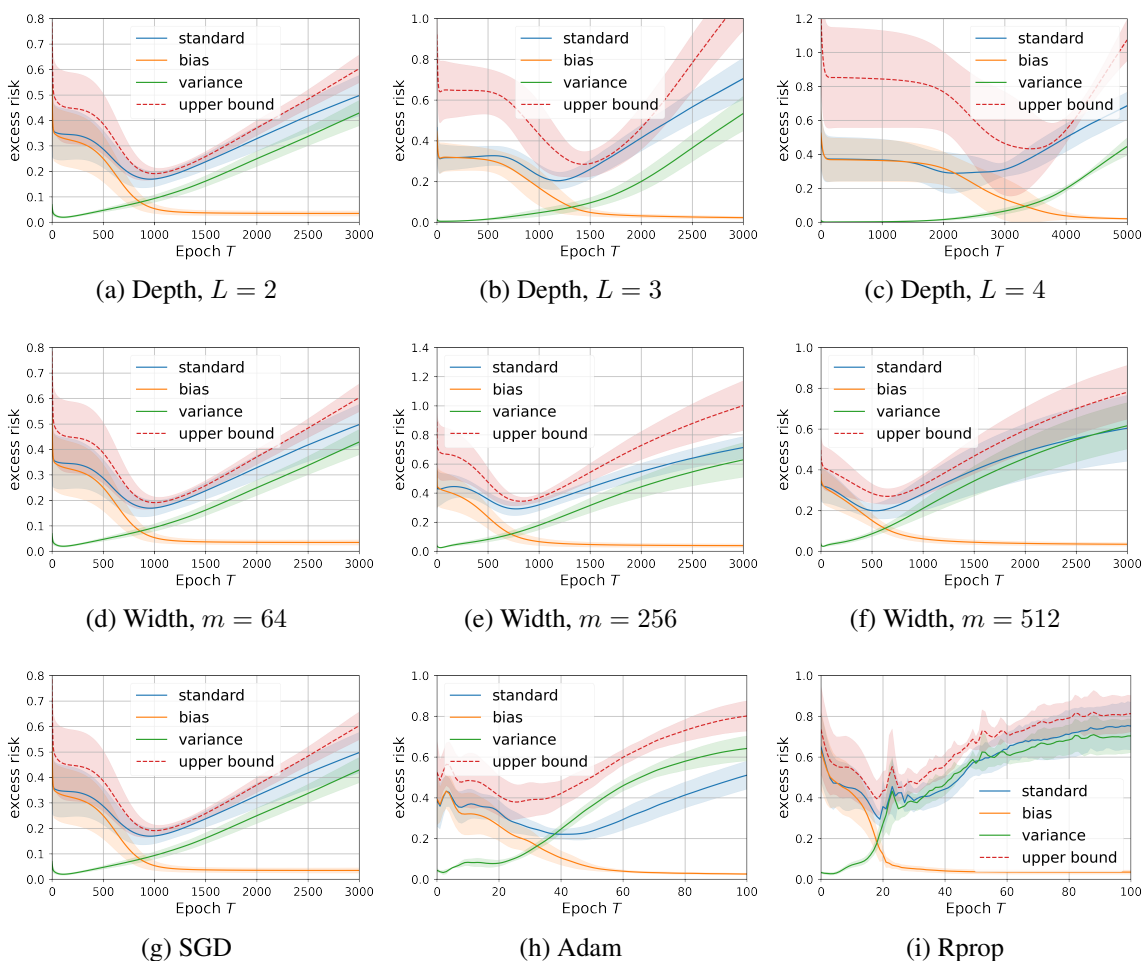 0.8
0.7
0.6
0.5
0.4
0.3
0.2
0.1
0.0
excess risk
standard
bias
variance
upper bound
0 500 1000 1500 2000 2500 3000
Epoch T
(a) Depth, L = 2
1.0
0.8
0.6
0.4
0.2
0.0
excess risk
standard
bias
variance
upper bound
0 500 1000 1500 2000 2500 3000
Epoch T
(b) Depth, L = 3
1.2
1.0
0.8
0.6
0.4
0.2
0.0
excess risk
standard
bias
variance
upper bound
0 1000 2000 3000 4000 5000
Epoch T
(c) Depth, L = 4
0.8
0.7
0.6
0.5
0.4
0.3
0.2
0.1
0.0
excess risk
standard
bias
variance
upper bound
0 500 1000 1500 2000 2500 3000
Epoch T
(d) Width, m = 64
1.4
1.2
1.0
0.8
0.6
0.4
0.2
0.0
excess risk
standard
bias
variance
upper bound
0 500 1000 1500 2000 2500 3000
Epoch T
(e) Width, m = 256
1.0
0.8
0.6
0.4
0.2
0.0
excess risk
standard
bias
variance
upper bound
0 500 1000 1500 2000 2500 3000
Epoch T
(f) Width, m = 512
0.8
0.7
0.6
0.5
0.4
0.3
0.2
0.1
0.0
excess risk
standard
bias
variance
upper bound
0 500 1000 1500 2000 2500 3000
Epoch T
(g) SGD
1.0
0.8
0.6
0.4
0.2
0.0
excess risk
standard
bias
variance
upper bound
0 20 40 60 80 100
Epoch T
(h) Adam
1.0
0.8
0.6
0.4
0.2
0.0
excess risk
standard
bias
variance
upper bound
0 20 40 60 80 100
Epoch T
(i) Rprop